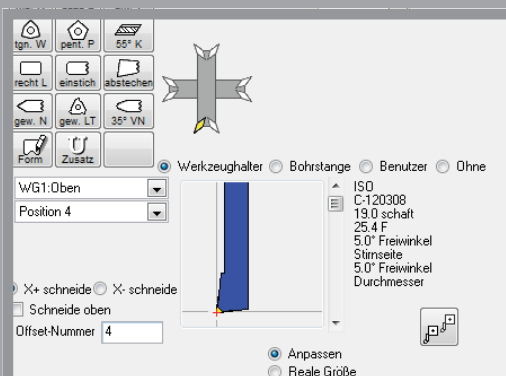 tgn. W pent. P 55° K
recht L einstich abstechen
gew. N gew. LT 35° VN
Form Zusatz
Werkzeughalter Bohrstange Benutzer Ohne
WG1:Oben
Position 4
ISO
C-120308
19.0 schaft
25.4 F
5.0° Freiwinkel
Stirnseite
5.0° Freiwinkel
Durchmesser
X+ schneide X- schneide
Schneide oben
Offset-Nummer 4
Anpassen
Reale Größe